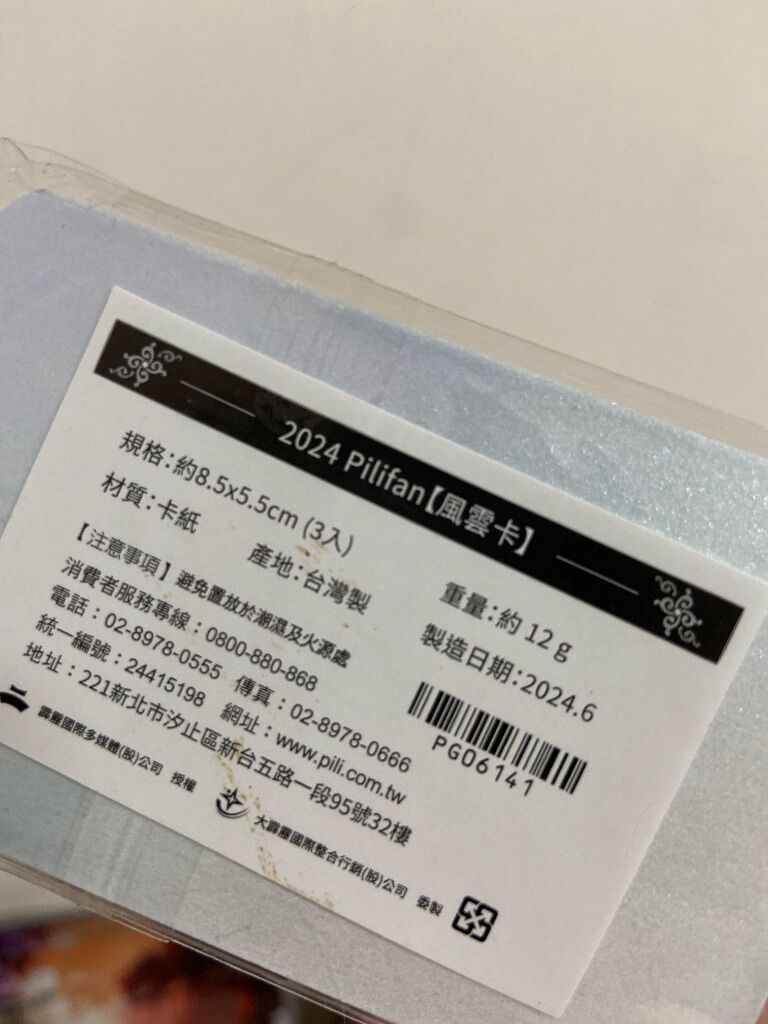 2024 Pilifan【風雲卡】
規格:約8.5x5.5cm (3入)
重量:約 12 g
材質:卡紙 產地:台灣製
製造日期:2024.6
【注意事項】避免置放於潮濕及火源處
消費者服務專線:0800-880-868
電話:02-8978-0555 傳真:02-8978-0666
統一編號:24415198 網址:www.pili.com.tw
地址:221新北市汐止區新台五路一段95號32樓
PG06141
霹靂國際多媒體(股)公司 授權
大霹靂國際整合行銷(股)公司 委製